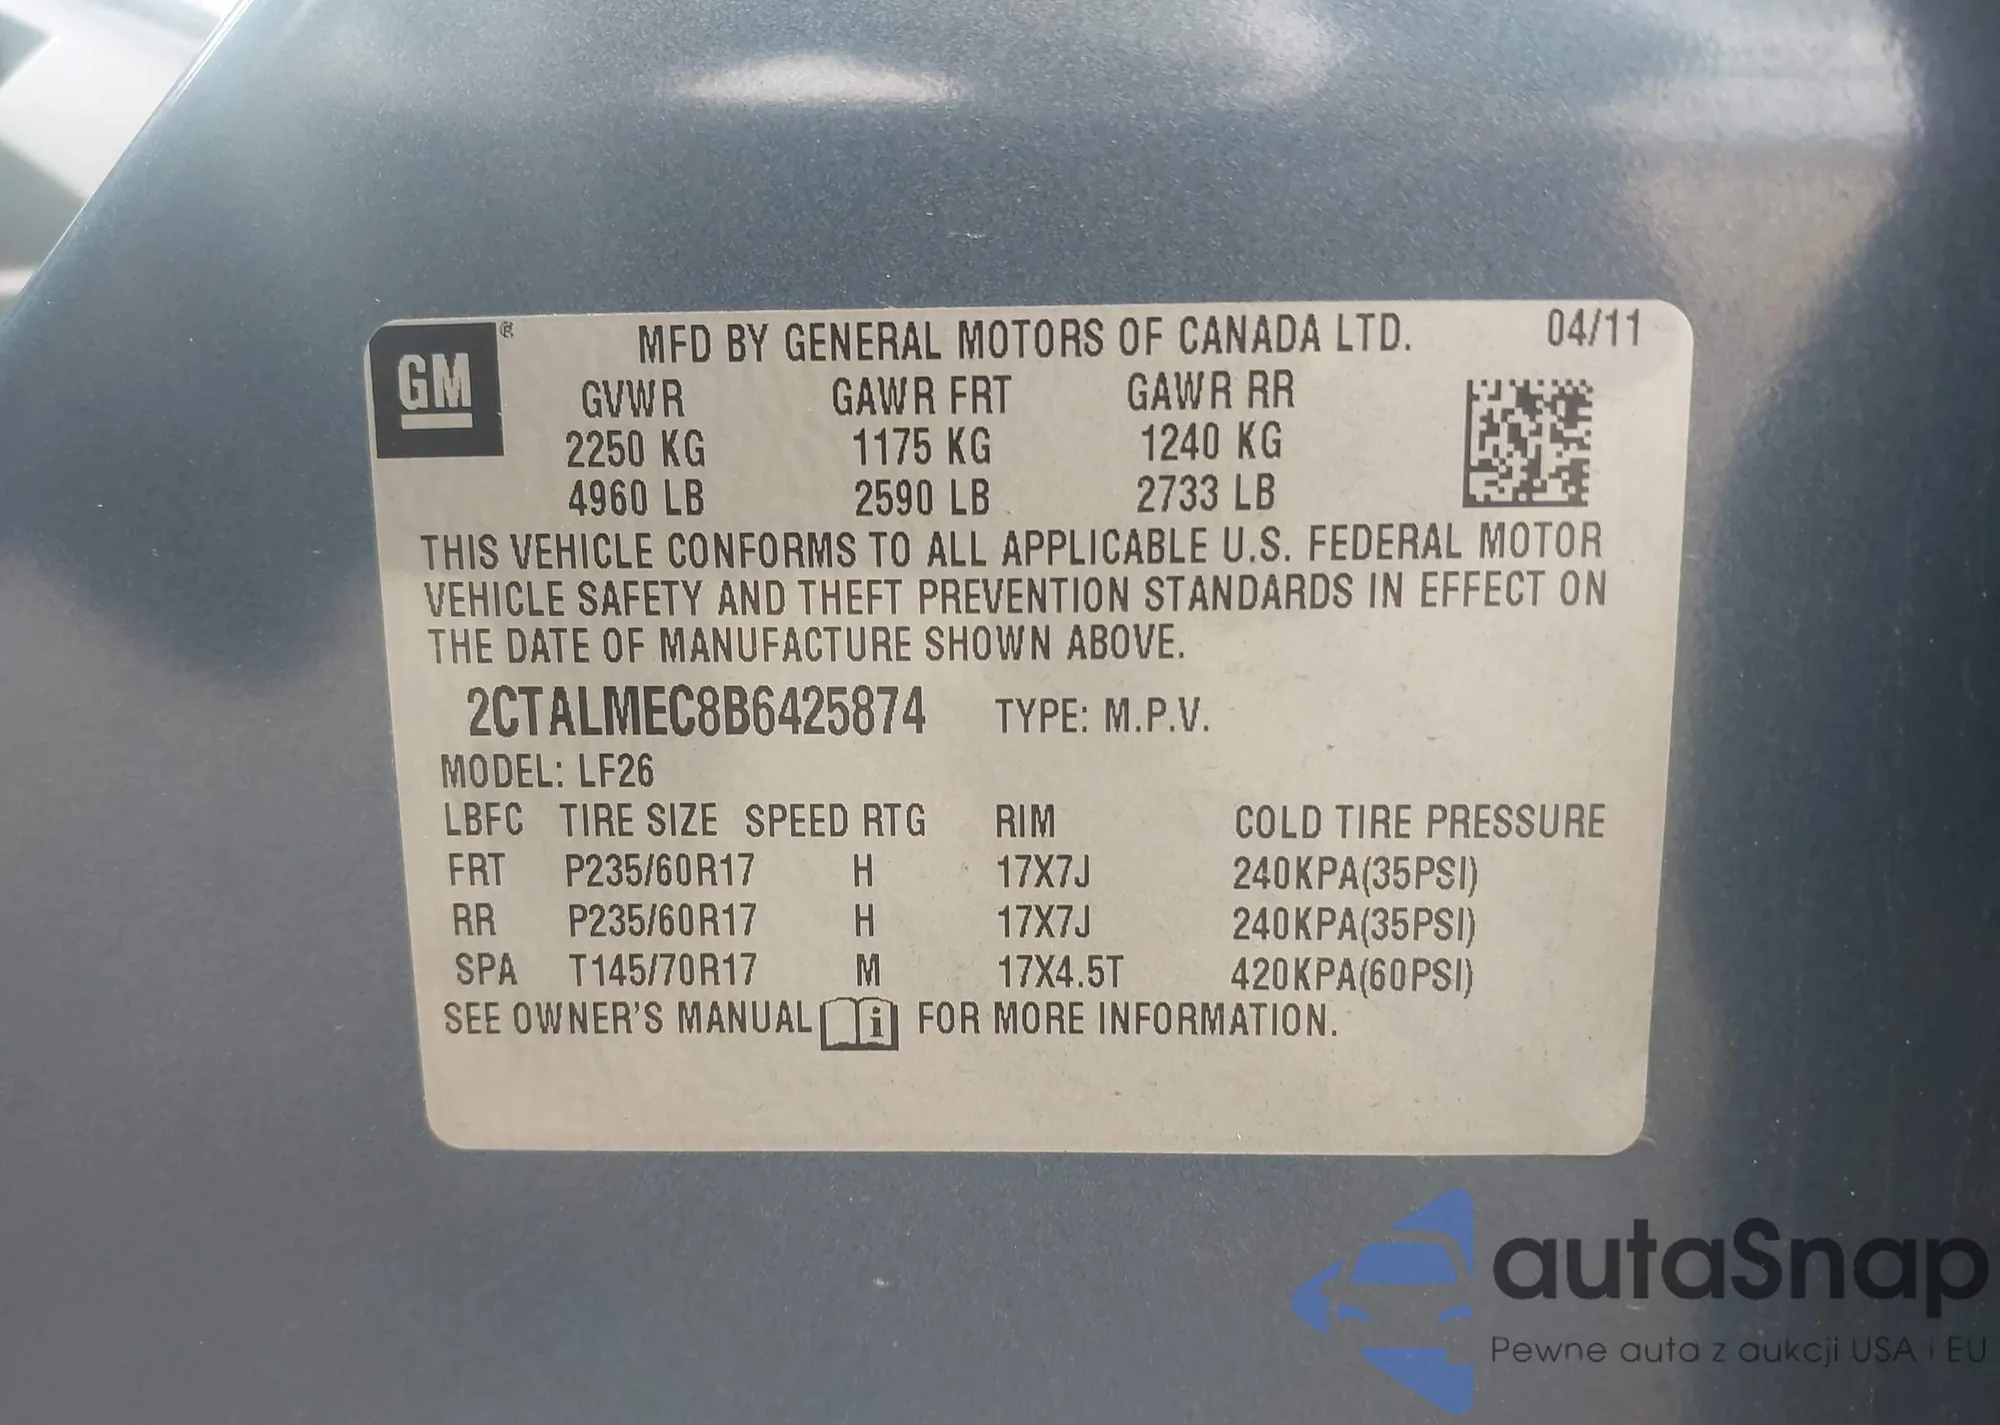 GM ® MFD BY GENERAL MOTORS OF CANADA LTD. 04/11
GVWR GAWR FRT GAWR RR
2250 KG 1175 KG 1240 KG
4960 LB 2590 LB 2733 LB
THIS VEHICLE CONFORMS TO ALL APPLICABLE U.S. FEDERAL MOTOR
VEHICLE SAFETY AND THEFT PREVENTION STANDARDS IN EFFECT ON
THE DATE OF MANUFACTURE SHOWN ABOVE.
2CTALMEC8B6425874 TYPE: M.P.V.
MODEL: LF26
LBFC TIRE SIZE SPEED RTG RIM COLD TIRE PRESSURE
FRT P235/60R17 H 17X7J 240KPA(35PSI)
RR P235/60R17 H 17X7J 240KPA(35PSI)
SPA T145/70R17 M 17X4.5T 420KPA(60PSI)
SEE OWNER'S MANUAL i FOR MORE INFORMATION.
autaSnap
Pewne auta z aukcji USA i EU